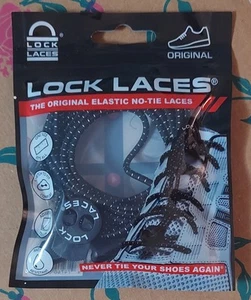 LOCK
LACES
ORIGINAL
LOCK LACES®
THE ORIGINAL ELASTIC NO-TIE LACES
LOCK
LACES
NEVER TIE YOUR SHOES AGAIN®